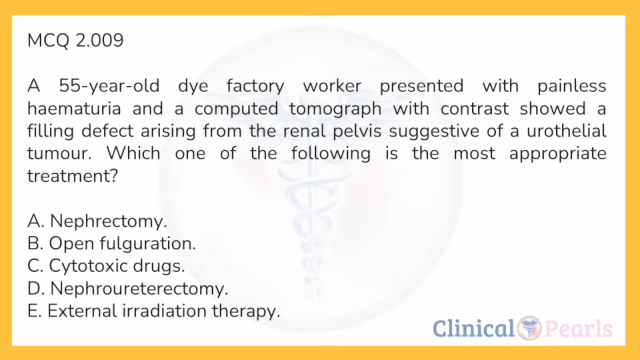 MCQ 2.009
A 55-year-old dye factory worker presented with painless
haematuria and a computed tomograph with contrast showed a
filling defect arising from the renal pelvis suggestive of a urothelial
tumour. Which one of the following is the most appropriate
treatment?
A. Nephrectomy.
B. Open fulguration.
C. Cytotoxic drugs.
D. Nephroureterectomy.
E. External irradiation therapy.
Clinical Pearls